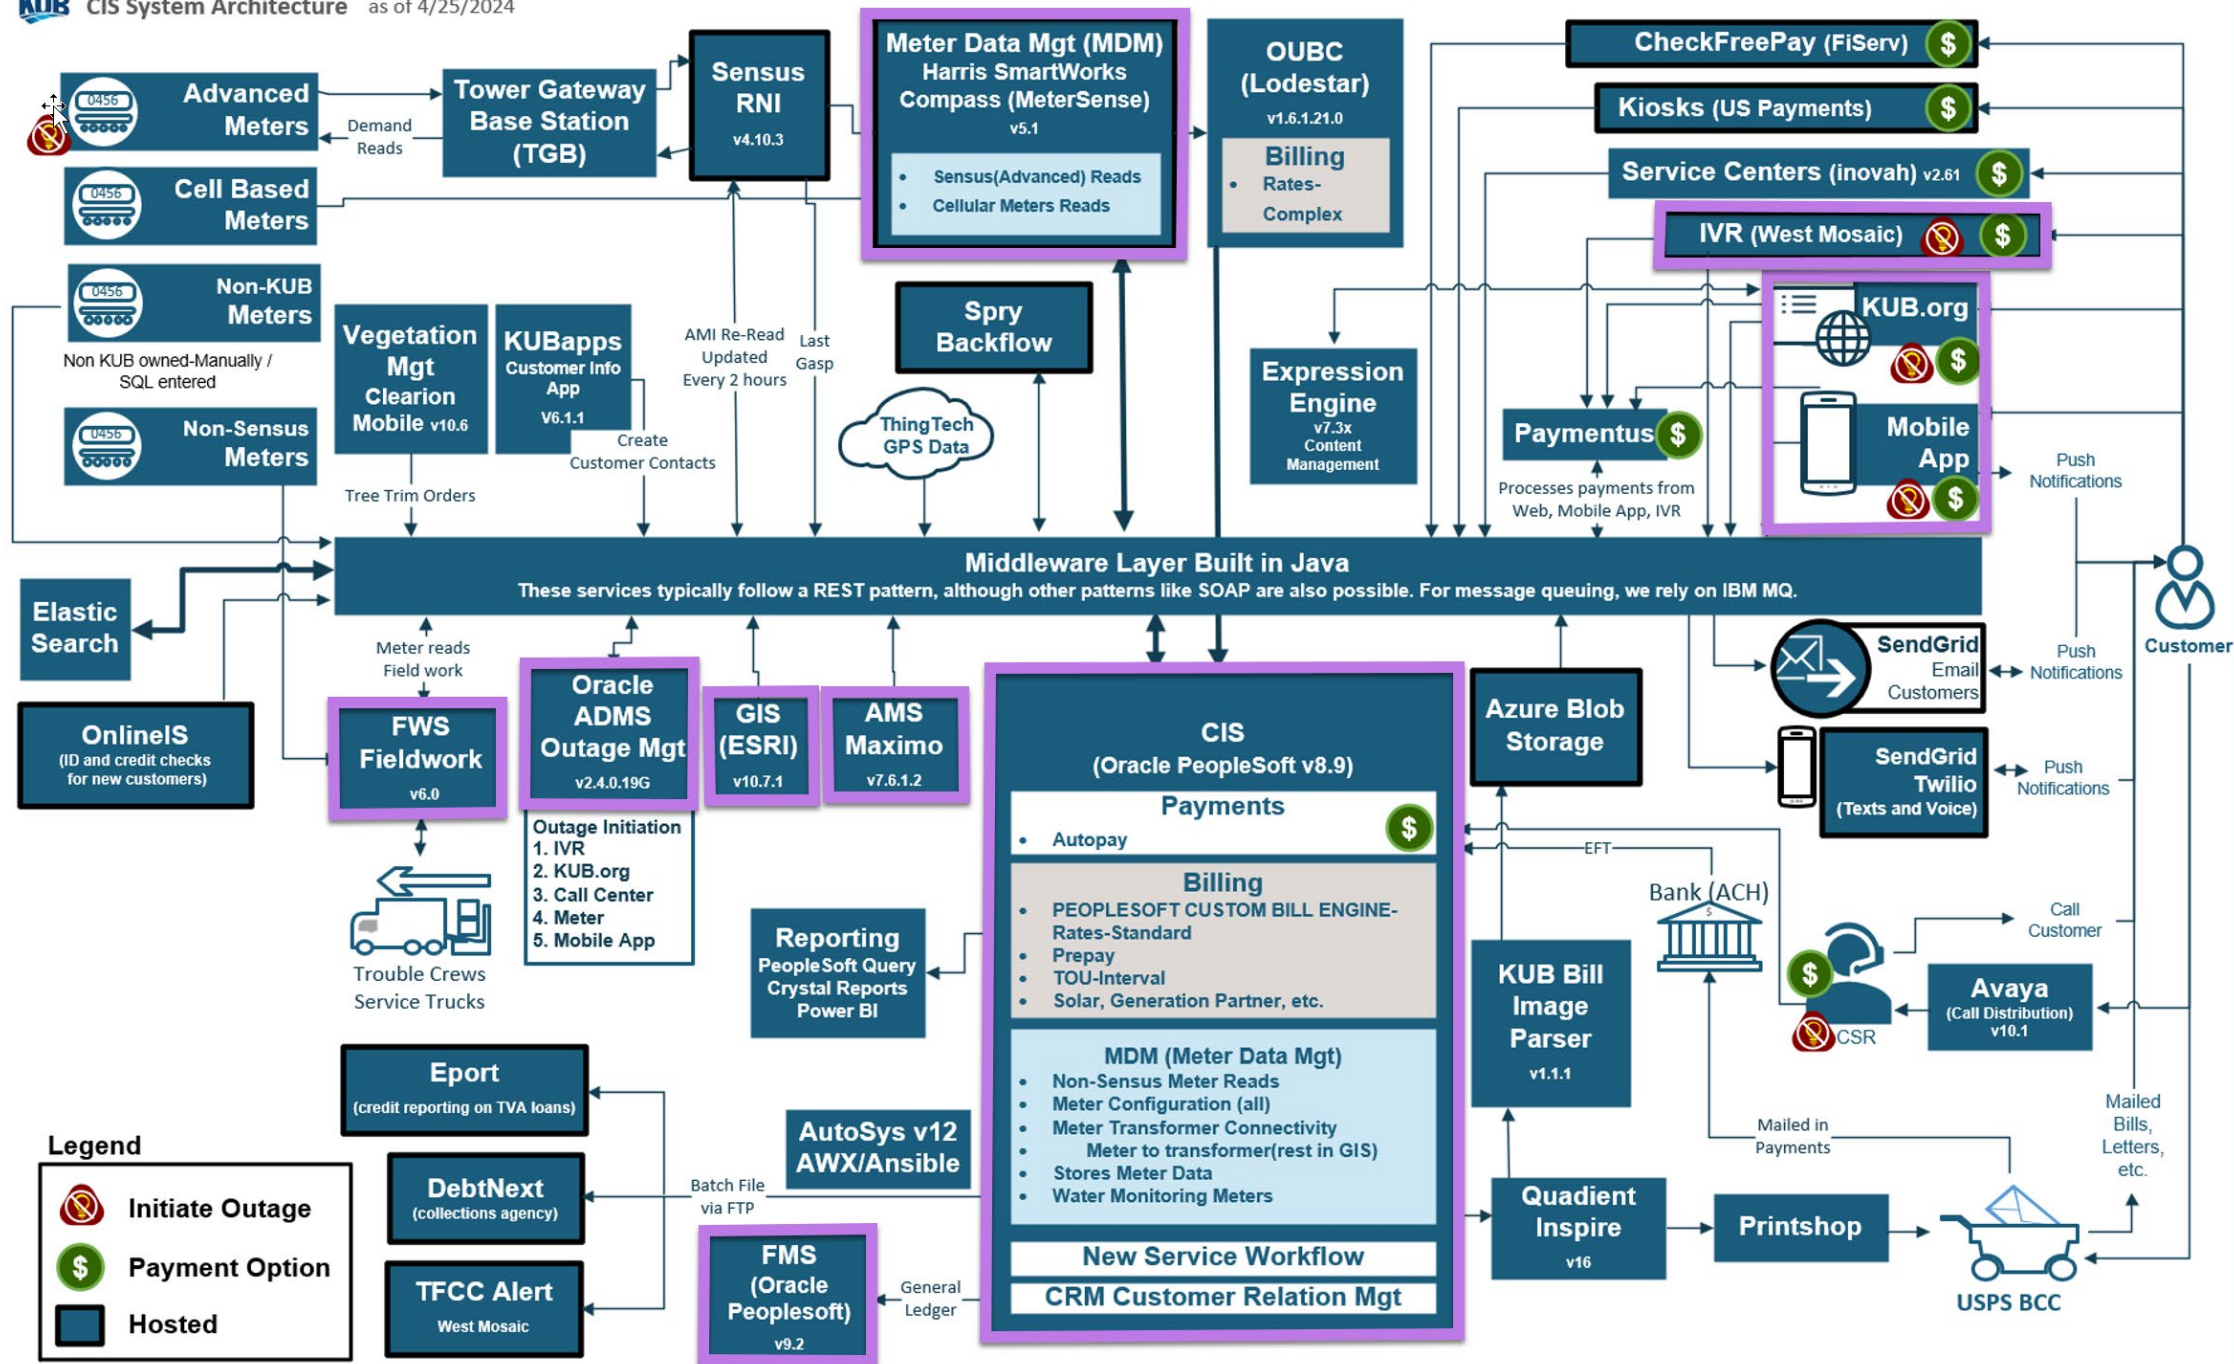 KUB CIS System Architecture as of 4/25/2024
0456
Advanced
Meters
Demand
Reads
Tower Gateway
Base Station
(TGB)
Sensus
RNI
v4.10.3
Meter Data Mgt (MDM)
Harris SmartWorks
Compass (MeterSense)
v5.1
• Sensus(Advanced) Reads
• Cellular Meters Reads
OUBC
(Lodestar)
v1.6.1.21.0
Billing
• Rates-
Complex
CheckFreePay (FiServ) $
Kiosks (US Payments) $
Service Centers (inovah) v2.61 $
IVR (West Mosaic) $
KUB.org
$
Mobile
App
$
Push
Notifications
0456
Cell Based
Meters
0456
Non-KUB
Meters
Non KUB owned-Manually /
SQL entered
0456
Non-Sensus
Meters
Vegetation
Mgt
Clearion
Mobile v10.6
Tree Trim Orders
KUBapps
Customer Info
App
V6.1.1
Create
Customer Contacts
AMI Re-Read
Updated
Every 2 hours
Last
Gasp
Spry
Backflow
ThingTech
GPS Data
Expression
Engine
v7.3x
Content
Management
Paymentus $
Processes payments from
Web, Mobile App, IVR
Middleware Layer Built in Java
These services typically follow a REST pattern, although other patterns like SOAP are also possible. For message queuing, we rely on IBM MQ.
Customer
Elastic
Search
OnlineIS
(ID and credit checks
for new customers)
Meter reads
Field work
FWS
Fieldwork
v6.0
Trouble Crews
Service Trucks
Oracle
ADMS
Outage Mgt
v2.4.0.19G
Outage Initiation
1. IVR
2. KUB.org
3. Call Center
4. Meter
5. Mobile App
GIS
(ESRI)
v10.7.1
AMS
Maximo
v7.6.1.2
CIS
(Oracle PeopleSoft v8.9)
Payments
• Autopay
$
Billing
• PEOPLESOFT CUSTOM BILL ENGINE-
Rates-Standard
• Prepay
• TOU-Interval
• Solar, Generation Partner, etc.
MDM (Meter Data Mgt)
• Non-Sensus Meter Reads
• Meter Configuration (all)
• Meter Transformer Connectivity
• Meter to transformer(rest in GIS)
• Stores Meter Data
• Water Monitoring Meters
New Service Workflow
CRM Customer Relation Mgt
Azure Blob
Storage
SendGrid
Email
Customers
Push
Notifications
SendGrid
Twilio
(Texts and Voice)
Push
Notifications
EFT
Bank (ACH)
$
Call
Customer
$
CSR
Avaya
(Call Distribution)
v10.1
KUB Bill
Image
Parser
v1.1.1
Reporting
PeopleSoft Query
Crystal Reports
Power BI
Eport
(credit reporting on TVA loans)
DebtNext
(collections agency)
TFCC Alert
West Mosaic
AutoSys v12
AWX/Ansible
Batch File
via FTP
FMS
(Oracle
Peoplesoft)
v9.2
General
Ledger
Quadient
Inspire
v16
Printshop
Mailed in
Payments
Mailed
Bills,
Letters,
etc.
USPS BCC
Legend
Initiate Outage
$ Payment Option
Hosted